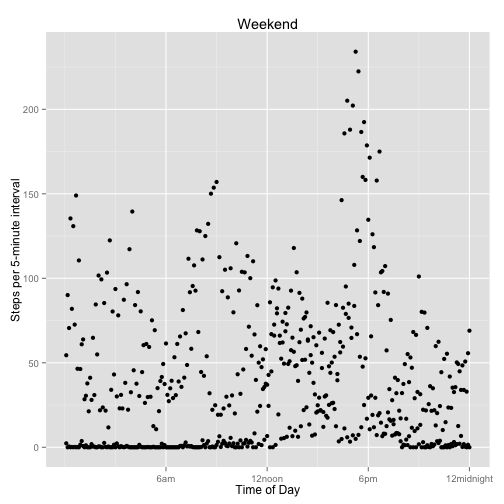 Weekend
Steps per 5-minute interval
200
150
100
50
0
6am
12noon
6pm
12midnight
Time of Day